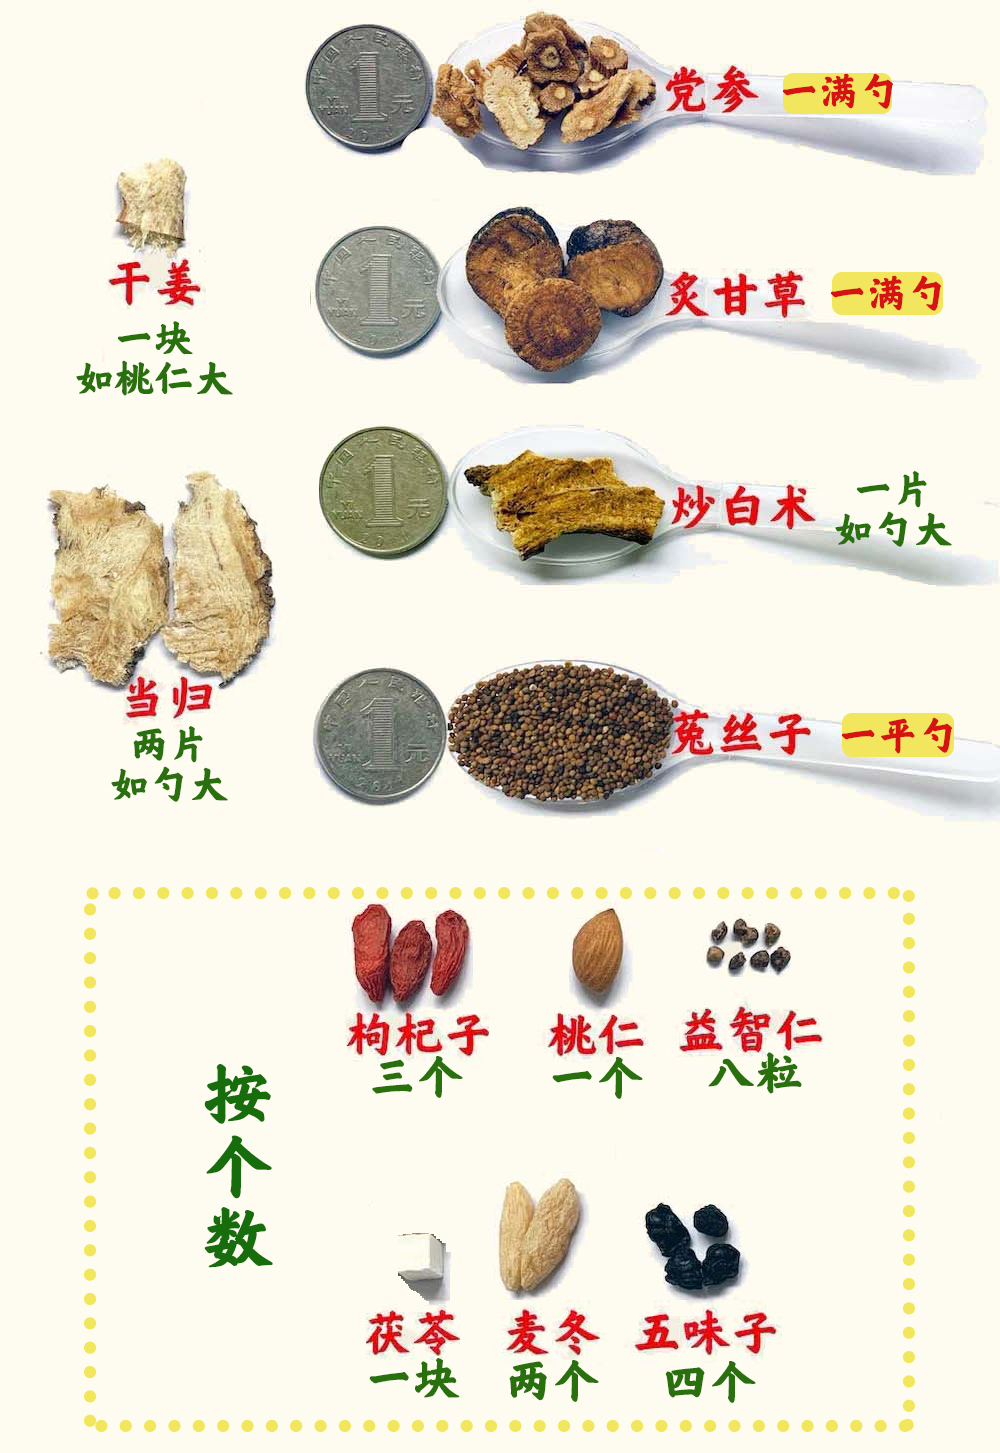 党参 一满勺
干姜
一块
如桃仁大
炙甘草 一满勺
炒白术
一片
如勺大
当归
两片
如勺大
菟丝子 一平勺
按个数
枸杞子
三个
桃仁
一个
益智仁
八粒
茯苓
一块
麦冬
两个
五味子
四个